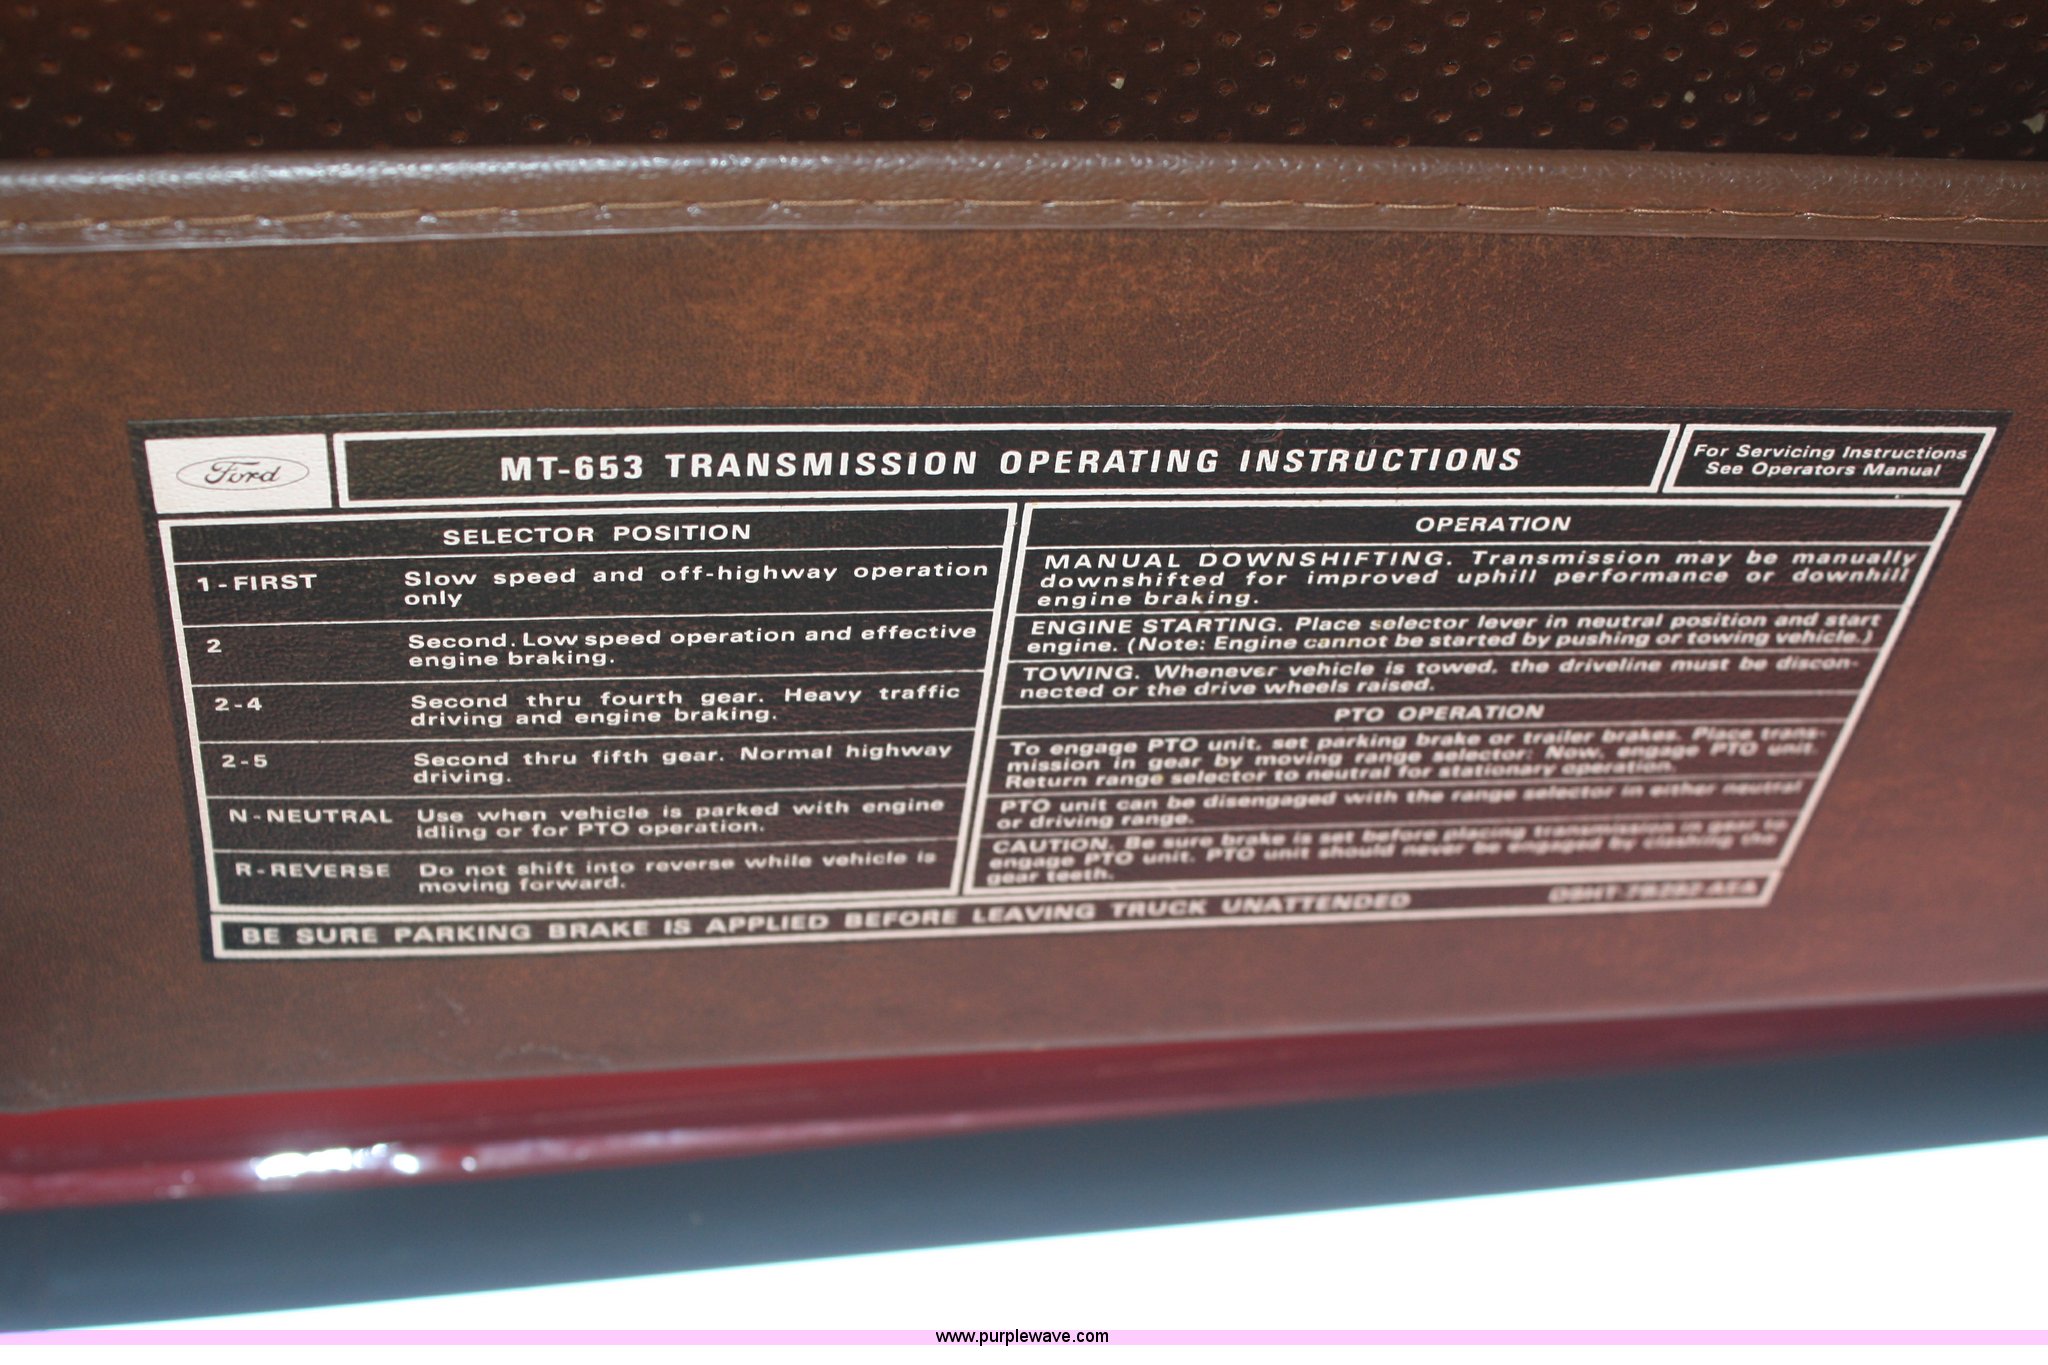 Ford
MT-653 TRANSMISSION OPERATING INSTRUCTIONS
For Servicing Instructions
See Operators Manual
SELECTOR POSITION
1-FIRST Slow speed and off-highway operation
only
2 Second. Low speed operation and effective
engine braking.
2-4 Second thru fourth gear. Heavy traffic
driving and engine braking.
2-5 Second thru fifth gear. Normal highway
driving.
N-NEUTRAL Use when vehicle is parked with engine
idling or for PTO operation.
R-REVERSE Do not shift into reverse while vehicle is
moving forward.
OPERATION
MANUAL DOWNSHIFTING. Transmission may be manually
downshifted for improved uphill performance or downhill
engine braking.
ENGINE STARTING. Place selector lever in neutral position and start
engine. (Note: Engine cannot be started by pushing or towing vehicle.)
TOWING. Whenever vehicle is towed, the driveline must be discon-
nected or the drive wheels raised.
PTO OPERATION
To engage PTO unit, set parking brake or trailer brakes. Place trans-
mission in gear by moving range selector: Now, engage PTO unit.
Return range selector to neutral for stationary operation.
PTO unit can be disengaged with the range selector in either neutral
or driving range.
CAUTION. Be sure brake is set before placing transmission in gear to
engage PTO unit. PTO unit should never be engaged by clashing the
gear teeth.
BE SURE PARKING BRAKE IS APPLIED BEFORE LEAVING TRUCK UNATTENDED
www.purplewave.com